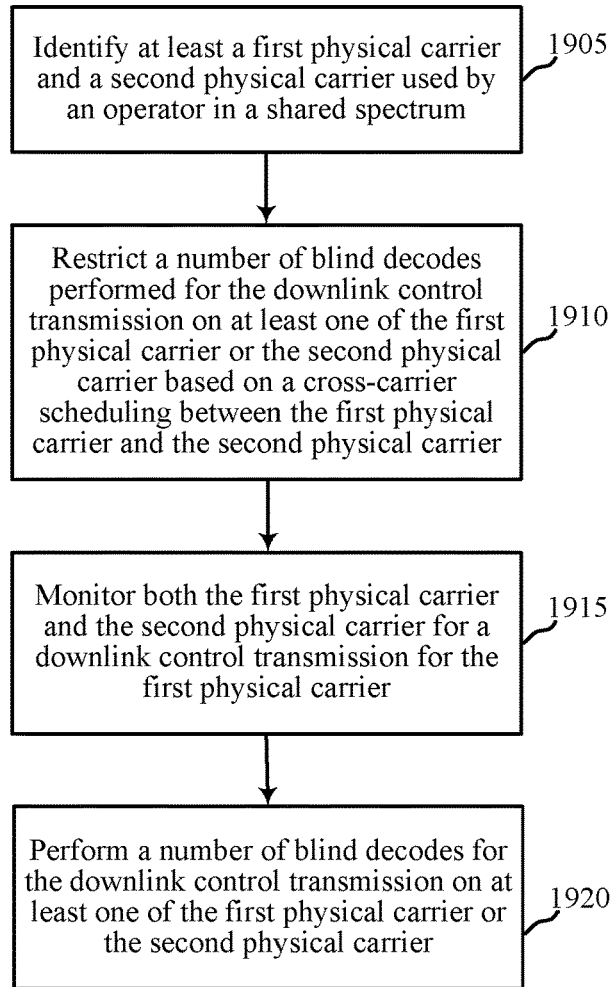 Identify at least a first physical carrier
and a second physical carrier used by
an operator in a shared spectrum
1905
Restrict a number of blind decodes
performed for the downlink control
transmission on at least one of the first
physical carrier or the second physical
carrier based on a cross-carrier
scheduling between the first physical
carrier and the second physical carrier
1910
Monitor both the first physical carrier
and the second physical carrier for a
downlink control transmission for the
first physical carrier
1915
Perform a number of blind decodes for
the downlink control transmission on at
least one of the first physical carrier or
the second physical carrier
1920